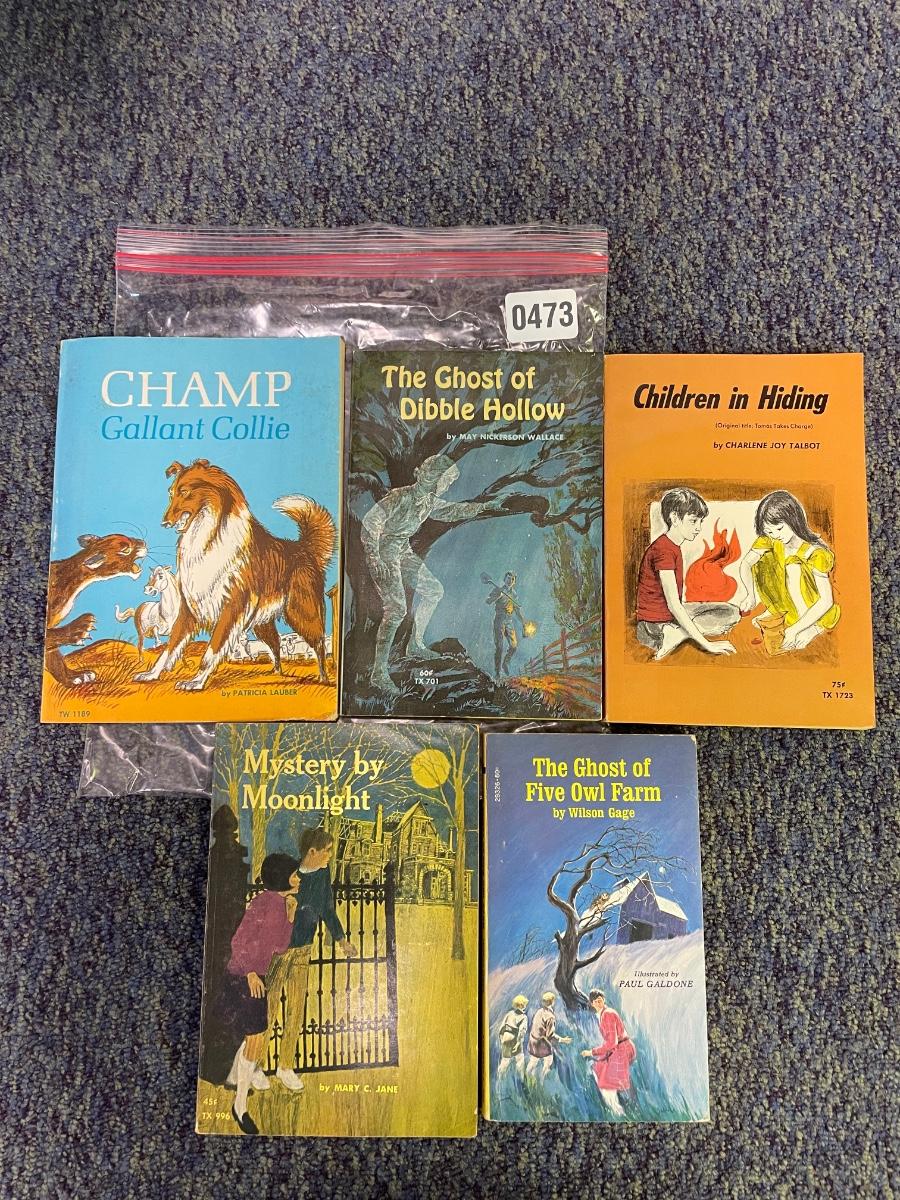 0473
CHAMP
Gallant Collie
by PATRICIA LAUBER
TW 1189
The Ghost of
Dibble Hollow
by MAY NICKERSON WALLACE
60¢
TX 701
Children in Hiding
(Original title: Tomás Takes Charge)
by CHARLENE JOY TALBOT
75¢
TX 1723
Mystery by
Moonlight
by MARY C. JANE
45¢
TX 996
29326-60¢
The Ghost of
Five Owl Farm
by Wilson Gage
Illustrated by
PAUL GALDONE